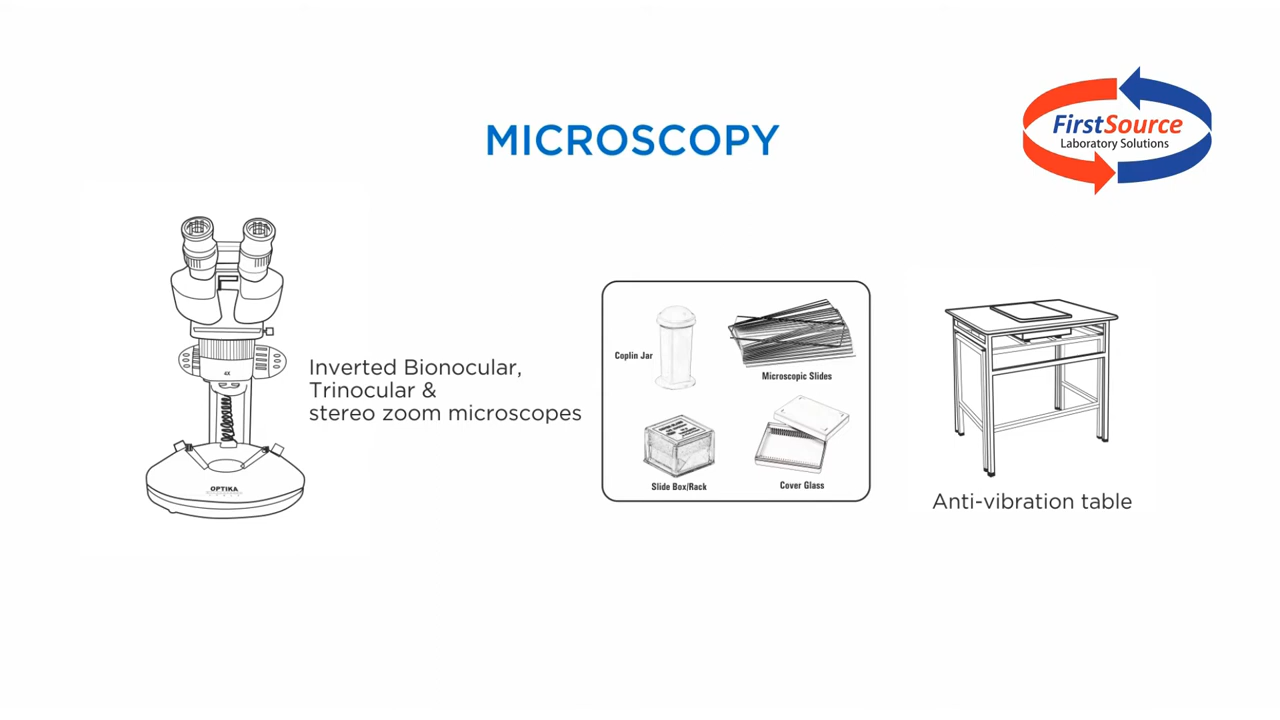 MICROSCOPY
FirstSource
Laboratory Solutions
4X
OPTIKA
Inverted Bionocular,
Trinocular &
stereo zoom microscopes
Coplin Jar
Microscopic Slides
Slide Box/Rack
Cover Glass
Anti-vibration table